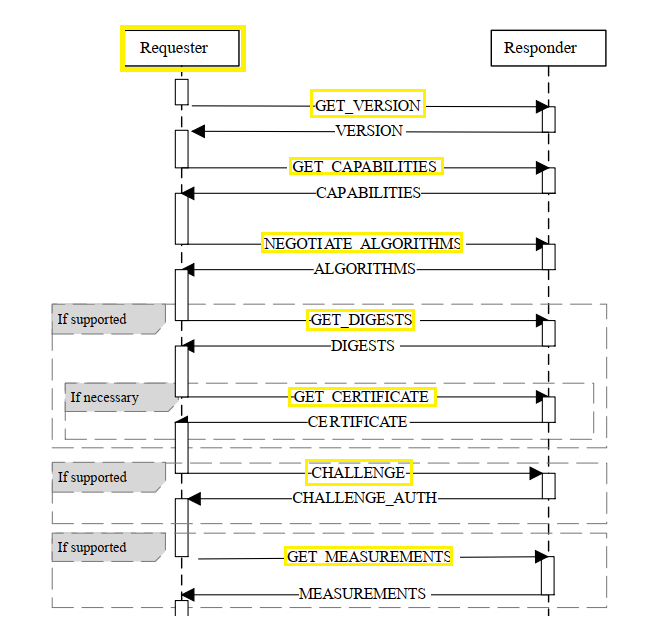 Requester
Responder
GET_VERSION
VERSION
GET_CAPABILITIES
CAPABILITIES
NEGOTIATE_ALGORITHMS
ALGORITHMS
If supported
GET_DIGESTS
DIGESTS
If necessary
GET_CERTIFICATE
CERTIFICATE
If supported
CHALLENGE
CHALLENGE_AUTH
If supported
GET_MEASUREMENTS
MEASUREMENTS